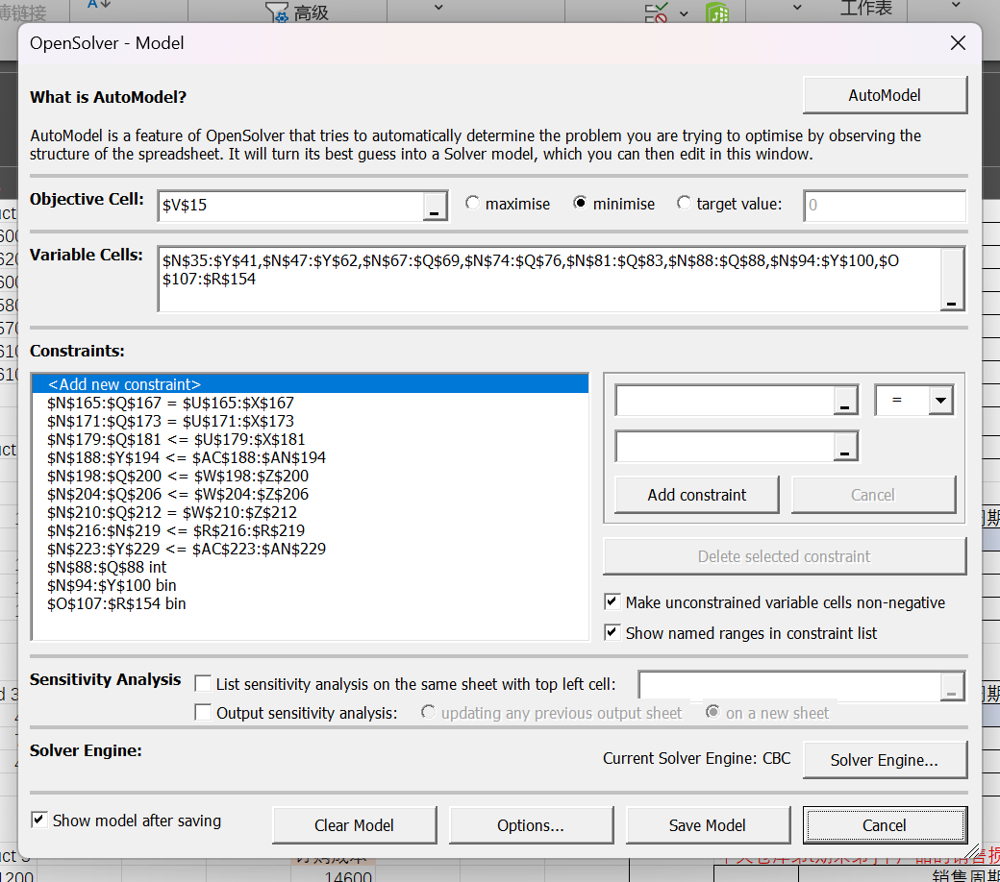 簿链接
高级
工作表
OpenSolver - Model
What is AutoModel?
AutoModel
AutoModel is a feature of OpenSolver that tries to automatically determine the problem you are trying to optimise by observing the
structure of the spreadsheet. It will turn its best guess into a Solver model, which you can then edit in this window.
Objective Cell:
$V$15
maximise
minimise
target value:
0
Variable Cells:
$N$35:$Y$41,$N$47:$Y$62,$N$67:$Q$69,$N$74:$Q$76,$N$81:$Q$83,$N$88:$Q$88,$N$94:$Y$100,$O
$107:$R$154
Constraints:
<Add new constraint>
$N$165:$Q$167 = $U$165:$X$167
$N$171:$Q$173 = $U$171:$X$173
$N$179:$Q$181 <= $U$179:$X$181
$N$188:$Y$194 <= $AC$188:$AN$194
$N$198:$Q$200 <= $W$198:$Z$200
$N$204:$Q$206 <= $W$204:$Z$206
$N$210:$Q$212 = $W$210:$Z$212
$N$216:$N$219 <= $R$216:$R$219
$N$223:$Y$229 <= $AC$223:$AN$229
$N$88:$Q$88 int
$N$94:$Y$100 bin
$O$107:$R$154 bin
=
Add constraint
Cancel
Delete selected constraint
Make unconstrained variable cells non-negative
Show named ranges in constraint list
Sensitivity Analysis
List sensitivity analysis on the same sheet with top left cell:
Output sensitivity analysis:
updating any previous output sheet
on a new sheet
Solver Engine:
Current Solver Engine: CBC
Solver Engine...
Show model after saving
Clear Model
Options...
Save Model
Cancel
14600
销售周期